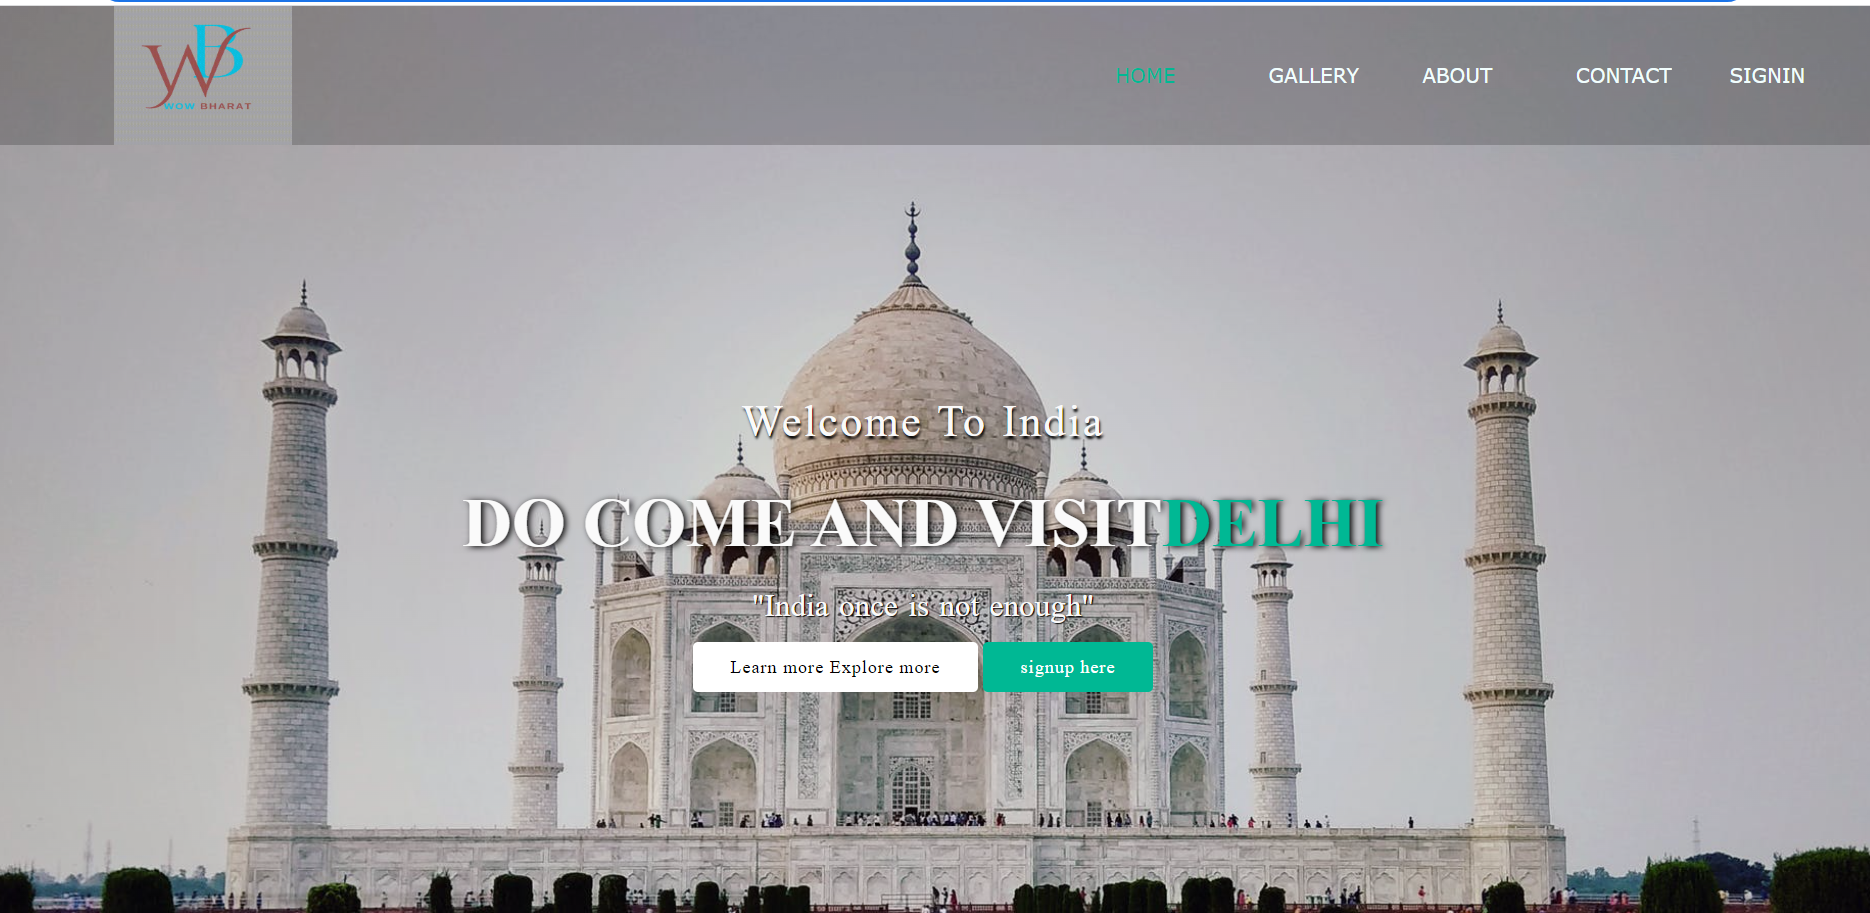 WB
WOW BHARAT
HOME GALLERY ABOUT CONTACT SIGNIN
Welcome To India
DO COME AND VISITDELHI
"India once is not enough"
Learn more Explore more signup here